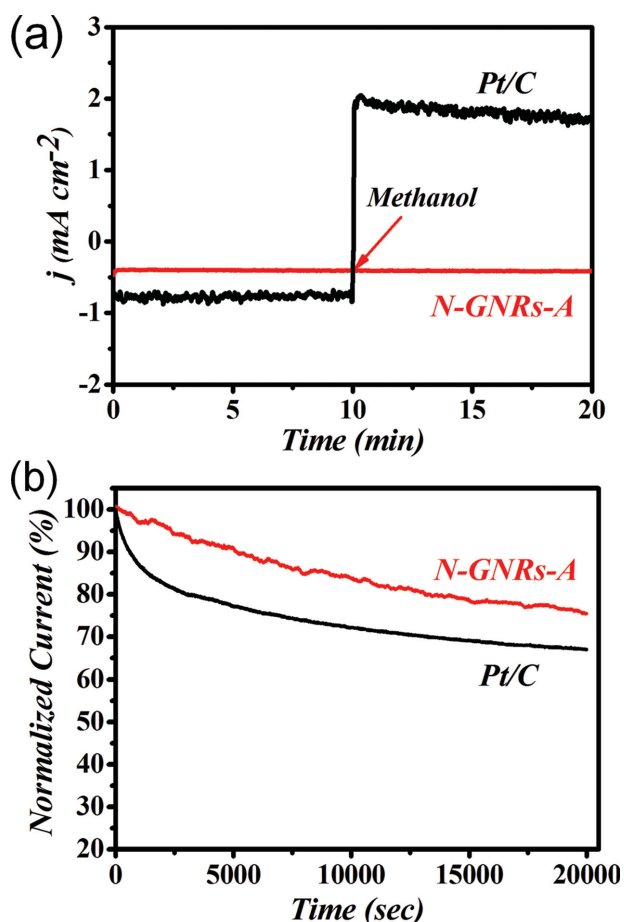 (a)
3
2
1
0
-1
-2
j (mA cm-2)
Pt/C
Methanol
N-GNRs-A
0 5 10 15 20
Time (min)
(b)
100
90
80
70
60
50
40
30
20
Normalized Current (%)
N-GNRs-A
Pt/C
0 5000 10000 15000 20000
Time (sec)